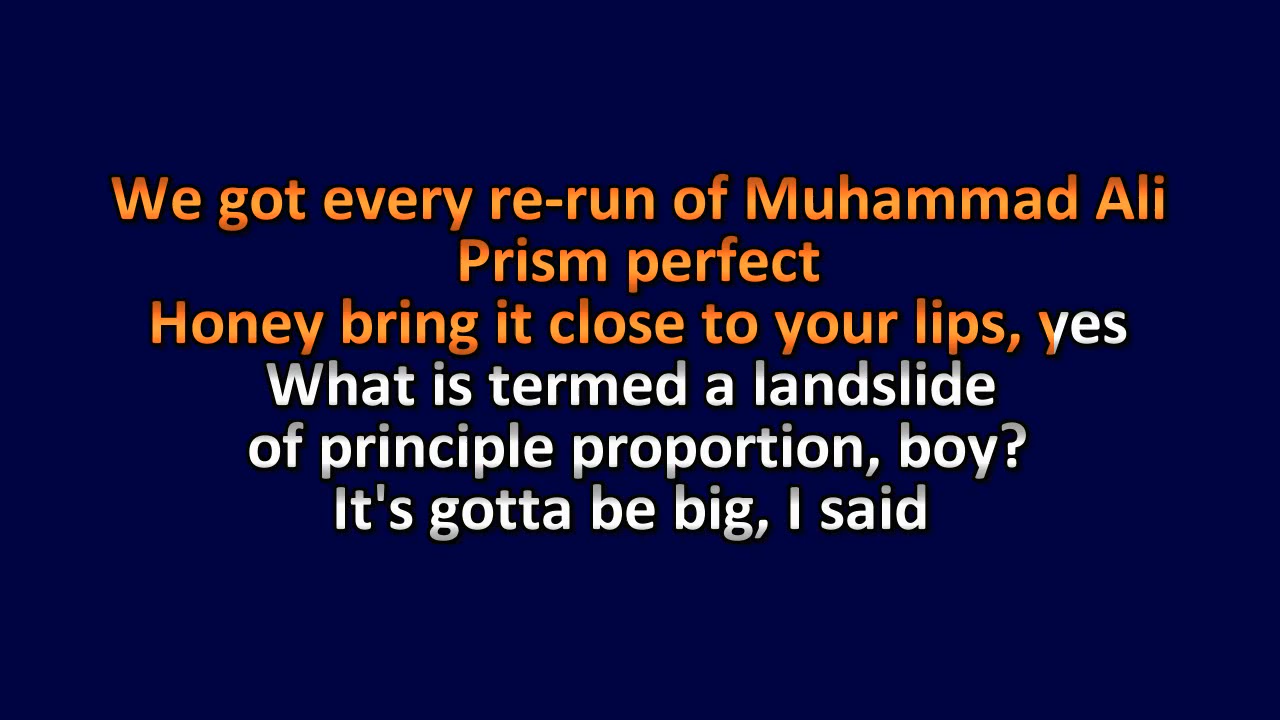 We got every re-run of Muhammad Ali
Prism perfect
Honey bring it close to your lips, yes
What is termed a landslide
of principle proportion, boy?
It's gotta be big, I said